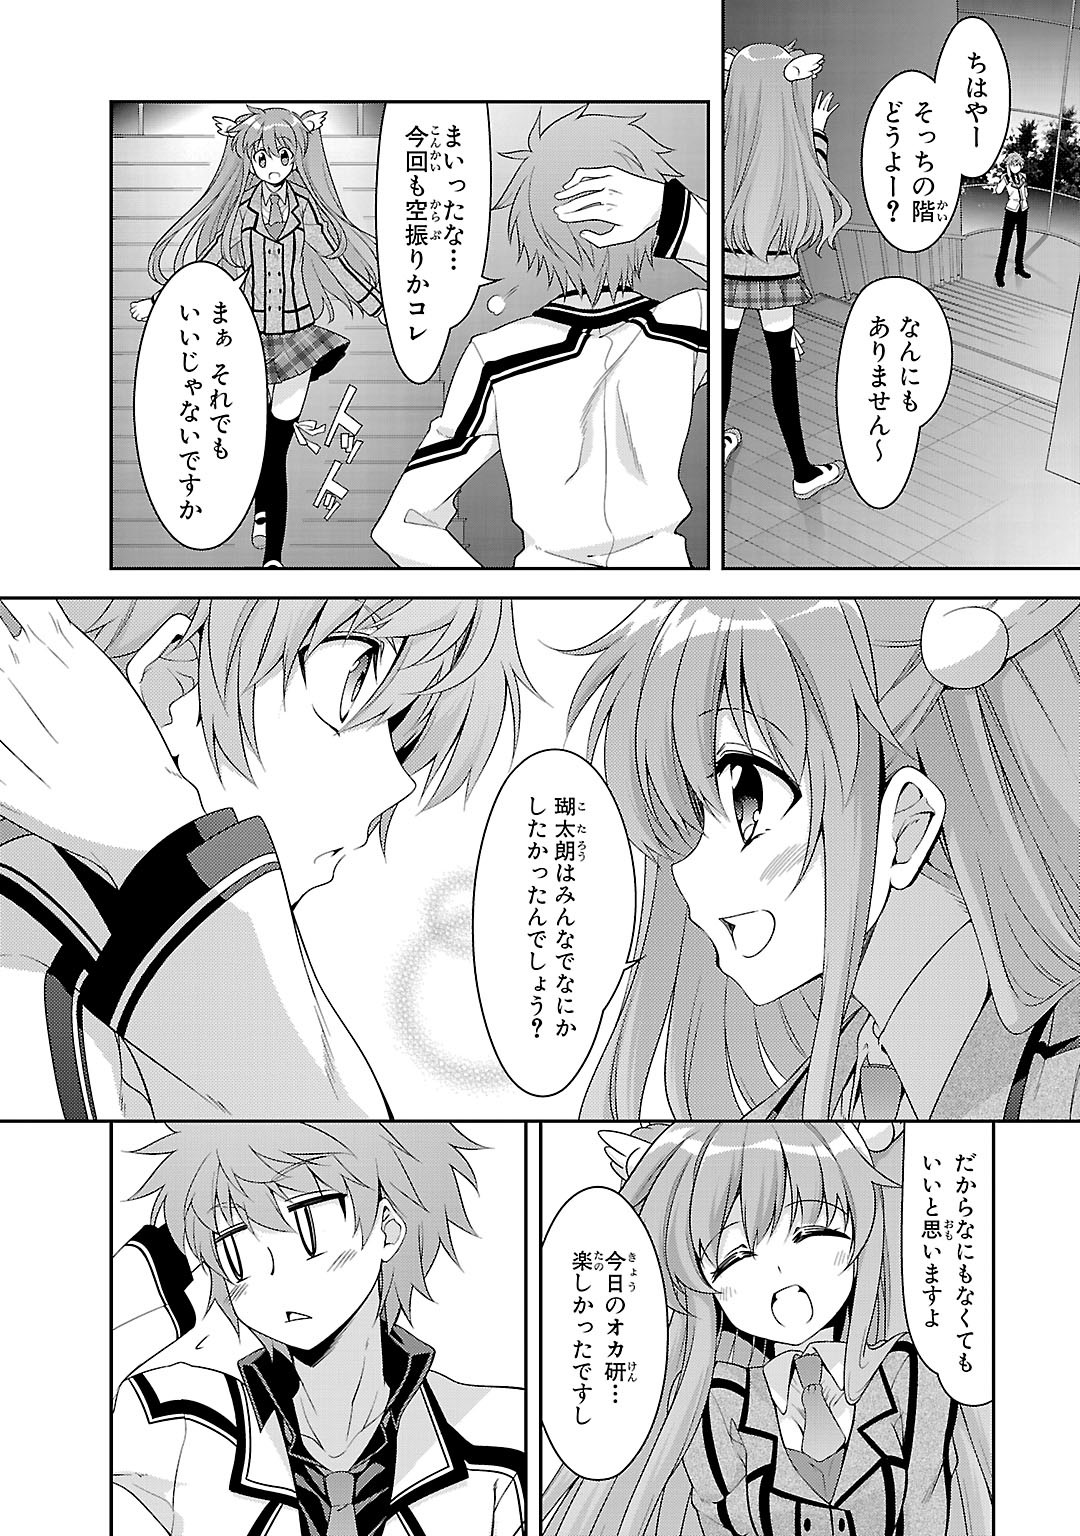 ちはやー
そっちの階
どうよー？
なんにも
ありません～
まいったな…
今回も空振りかコレ
まぁ それでも
いいじゃないですか
トットットッ
瑚太朗はみんなでなにか
したかったんでしょう？
だからなにもなくても
いいと思いますよ
今日のオカ研…
楽しかったですし